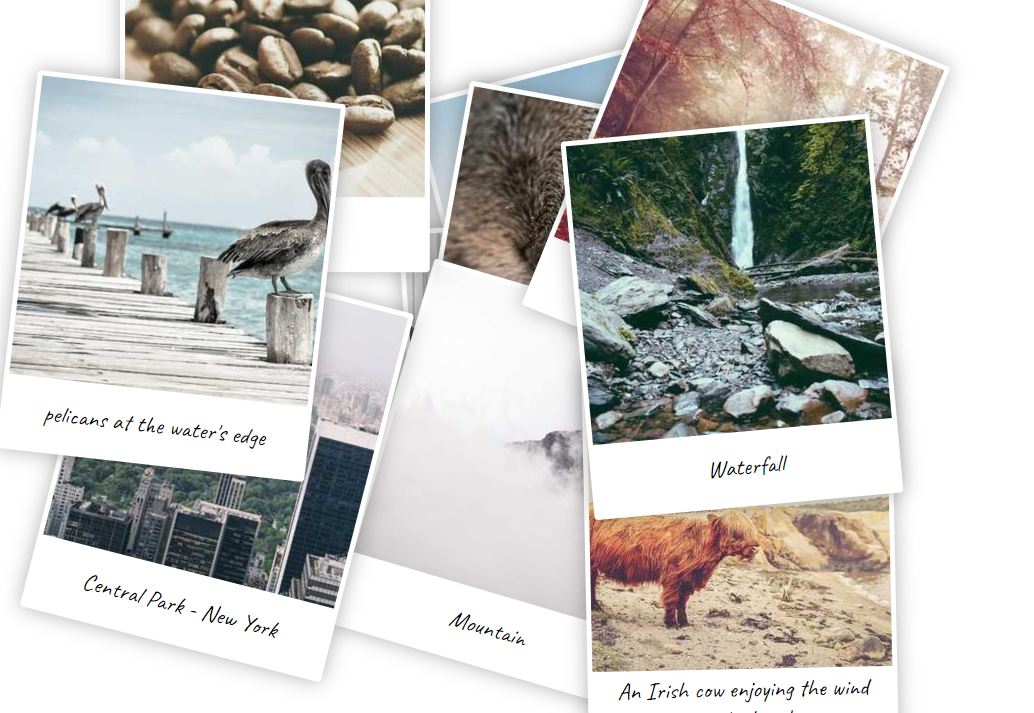 pelicans at the water's edge
Waterfall
Central Park - New York
Mountain
An Irish cow enjoying the wind